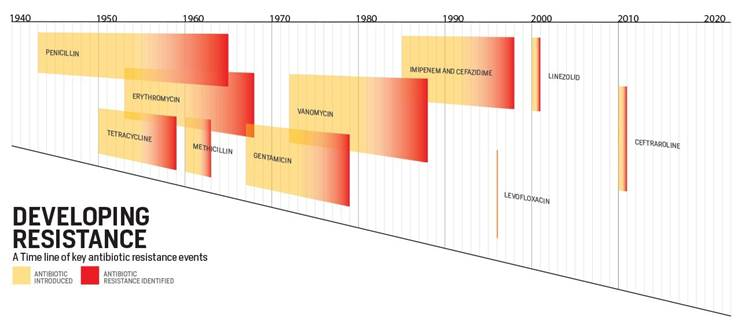 1940 1950 1960 1970 1980 1990 2000 2010 2020
PENICILLIN
ERYTHROMYCIN
TETRACYCLINE
METHICILLIN
VANOMYCIN
GENTAMICIN
IMIPENEM AND CEFAZIDIME
LINEZOLID
LEVOFLOXACIN
CEFTRAROLINE
DEVELOPING
RESISTANCE
A Time line of key antibiotic resistance events
ANTIBIOTIC
INTRODUCED
ANTIBIOTIC
RESISTANCE IDENTIFIED